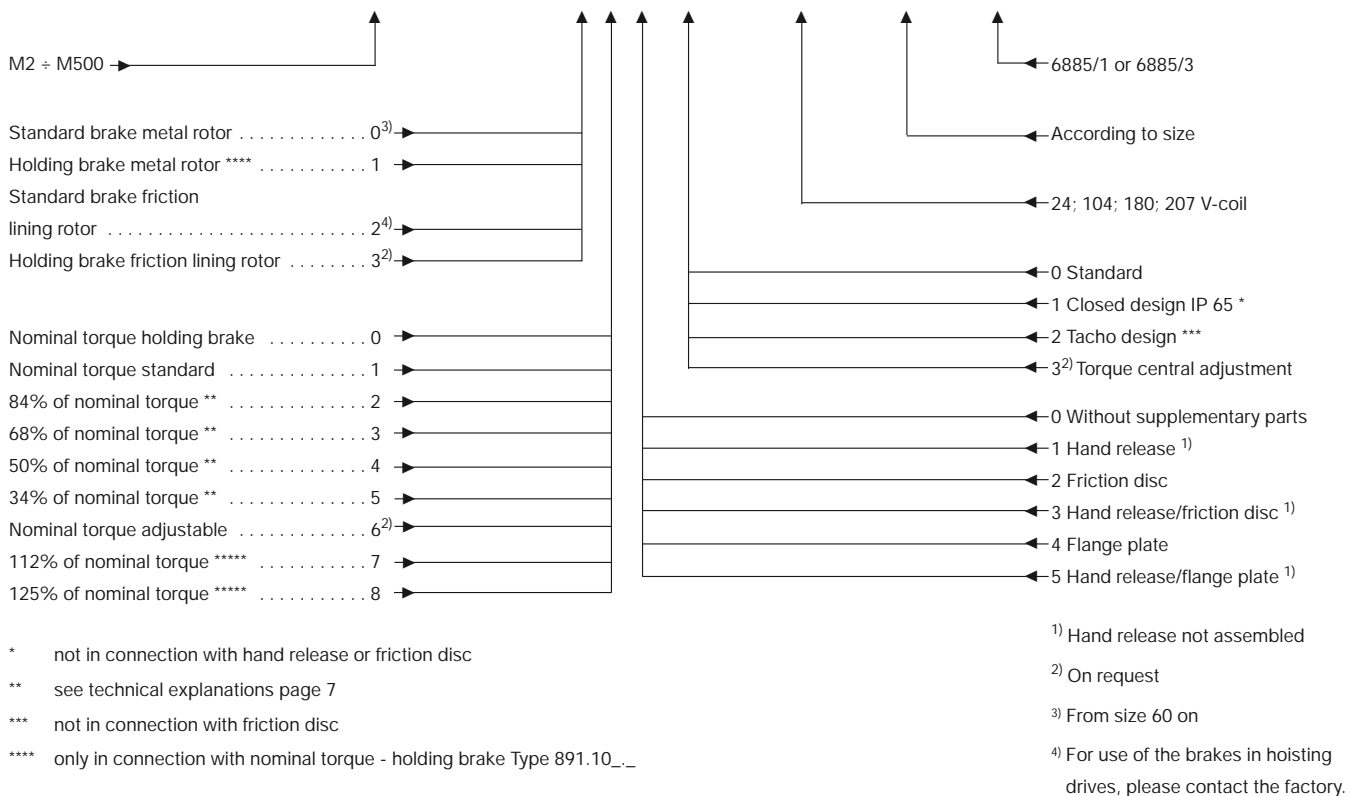 M2 ÷ M500
6885/1 or 6885/3
Standard brake metal rotor . . . . . . . . . . . . . 0³⁾
According to size
Holding brake metal rotor **** . . . . . . . . . . . 1
Standard brake friction
lining rotor . . . . . . . . . . . . . . . . . . . . . . . . . 2⁴⁾
24; 104; 180; 207 V-coil
Holding brake friction lining rotor . . . . . . . 3²⁾
0 Standard
1 Closed design IP 65 *
2 Tacho design ***
3²⁾ Torque central adjustment
Nominal torque holding brake . . . . . . . . . . 0
Nominal torque standard . . . . . . . . . . . . . 1
84% of nominal torque ** . . . . . . . . . . . . . 2
68% of nominal torque ** . . . . . . . . . . . . . 3
50% of nominal torque ** . . . . . . . . . . . . . 4
34% of nominal torque ** . . . . . . . . . . . . . 5
Nominal torque adjustable . . . . . . . . . . . . . 6²⁾
112% of nominal torque ***** . . . . . . . . . . . 7
125% of nominal torque ***** . . . . . . . . . . . 8
0 Without supplementary parts
1 Hand release ¹⁾
2 Friction disc
3 Hand release/friction disc ¹⁾
4 Flange plate
5 Hand release/flange plate ¹⁾
* not in connection with hand release or friction disc
** see technical explanations page 7
*** not in connection with friction disc
**** only in connection with nominal torque - holding brake Type 891.10_._
¹⁾ Hand release not assembled
²⁾ On request
³⁾ From size 60 on
⁴⁾ For use of the brakes in hoisting
drives, please contact the factory.